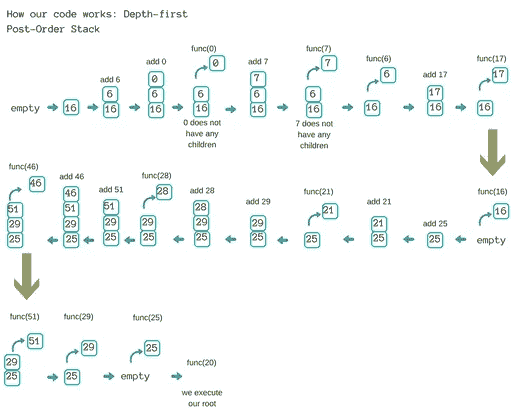 How our code works: Depth-first
Post-Order Stack
func(0)
func(7)
add 0
0
add 7
7
func(6)
func(17)
add 6
0
7
6
add 17
17
6
6
6
6
6
17
empty
16
16
16
16
16
16
16
16
16
0 does not
have any
children
7 does not
have any
children
func(46)
add 46
func(28)
46
46
add 51
28
add 28
func(21)
func(16)
51
51
51
28
add 29
21
add 21
16
29
29
29
29
29
29
21
add 25
25
25
25
25
25
25
25
25
25
empty
func(51)
func(29)
func(25)
51
29
25
29
func(20)
25
25
empty
we execute
our root